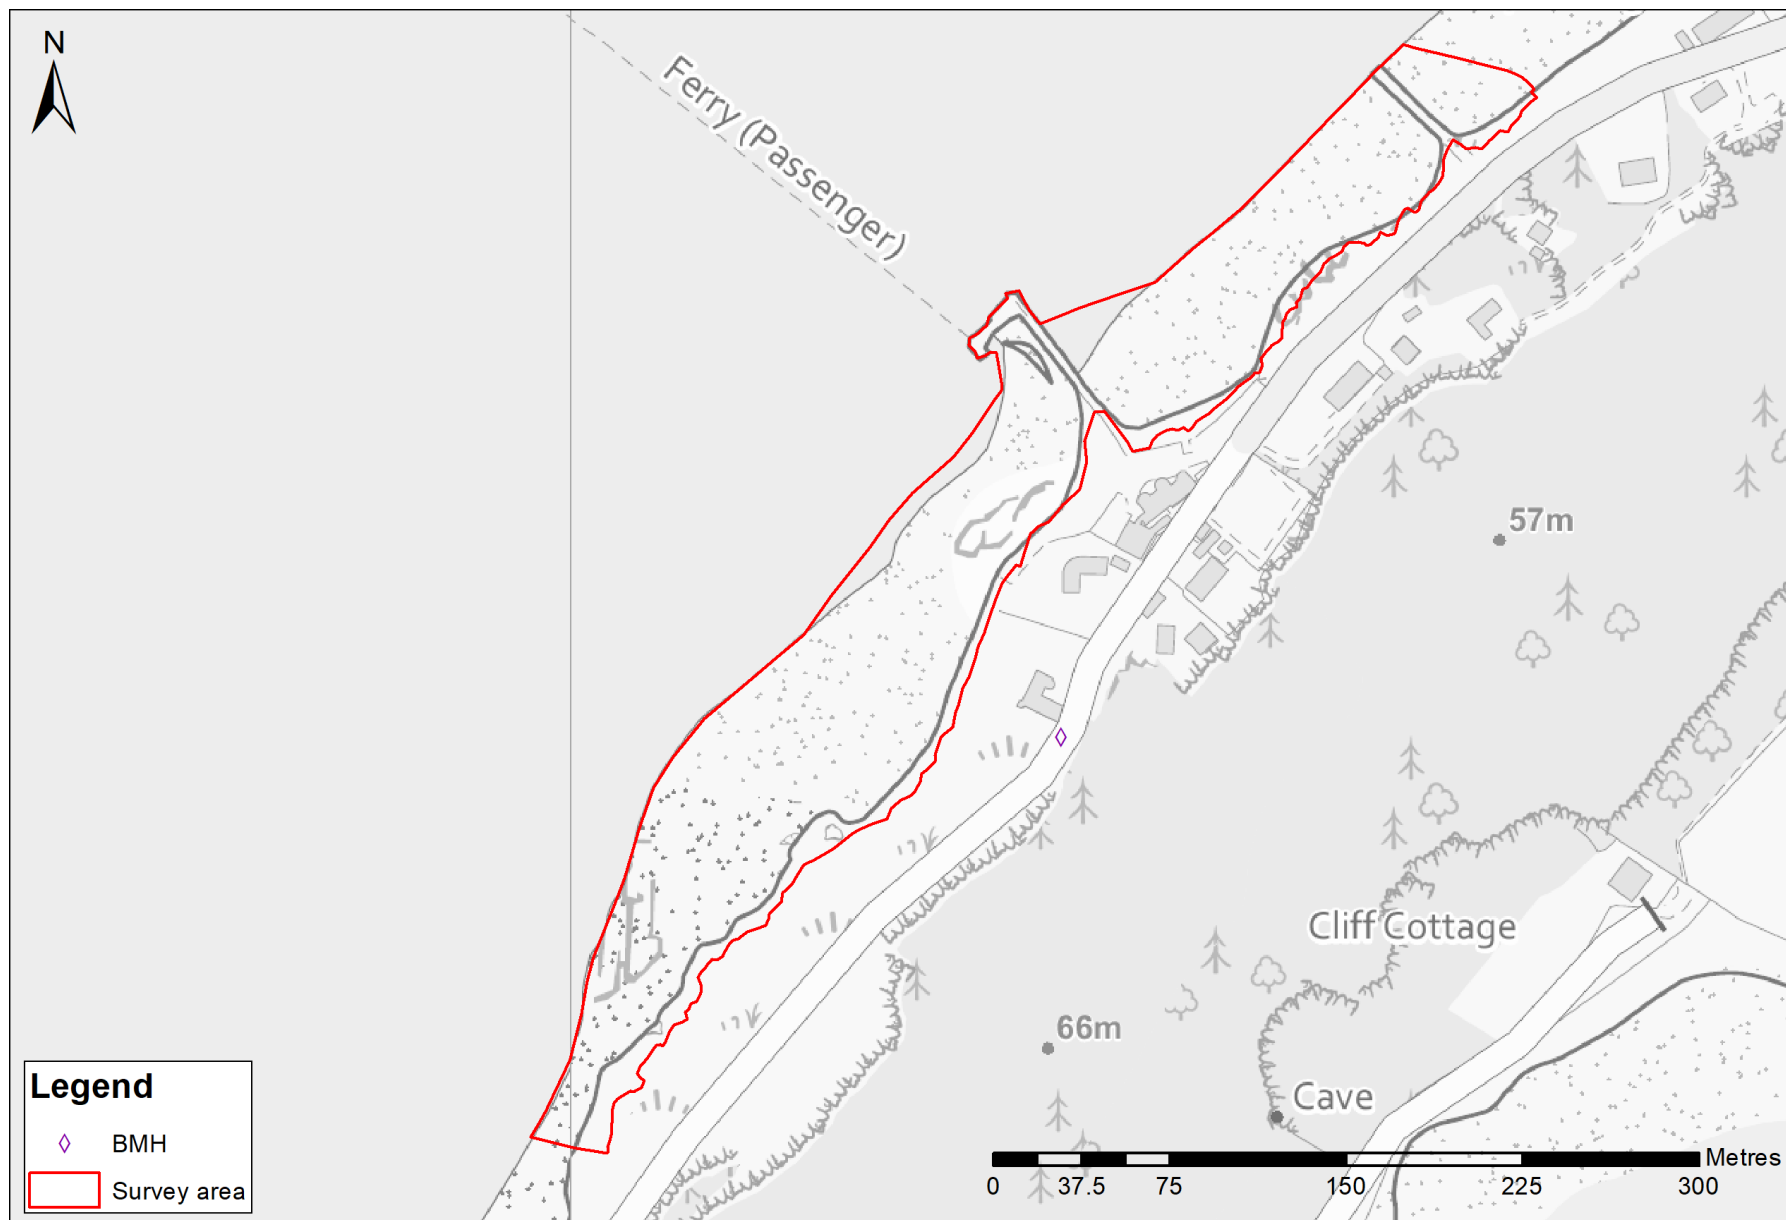 N
Ferry (Passenger)
57m
Cliff Cottage
66m
Cave
Legend
BMH
Survey area
Metres
0 37.5 75 150 225 300